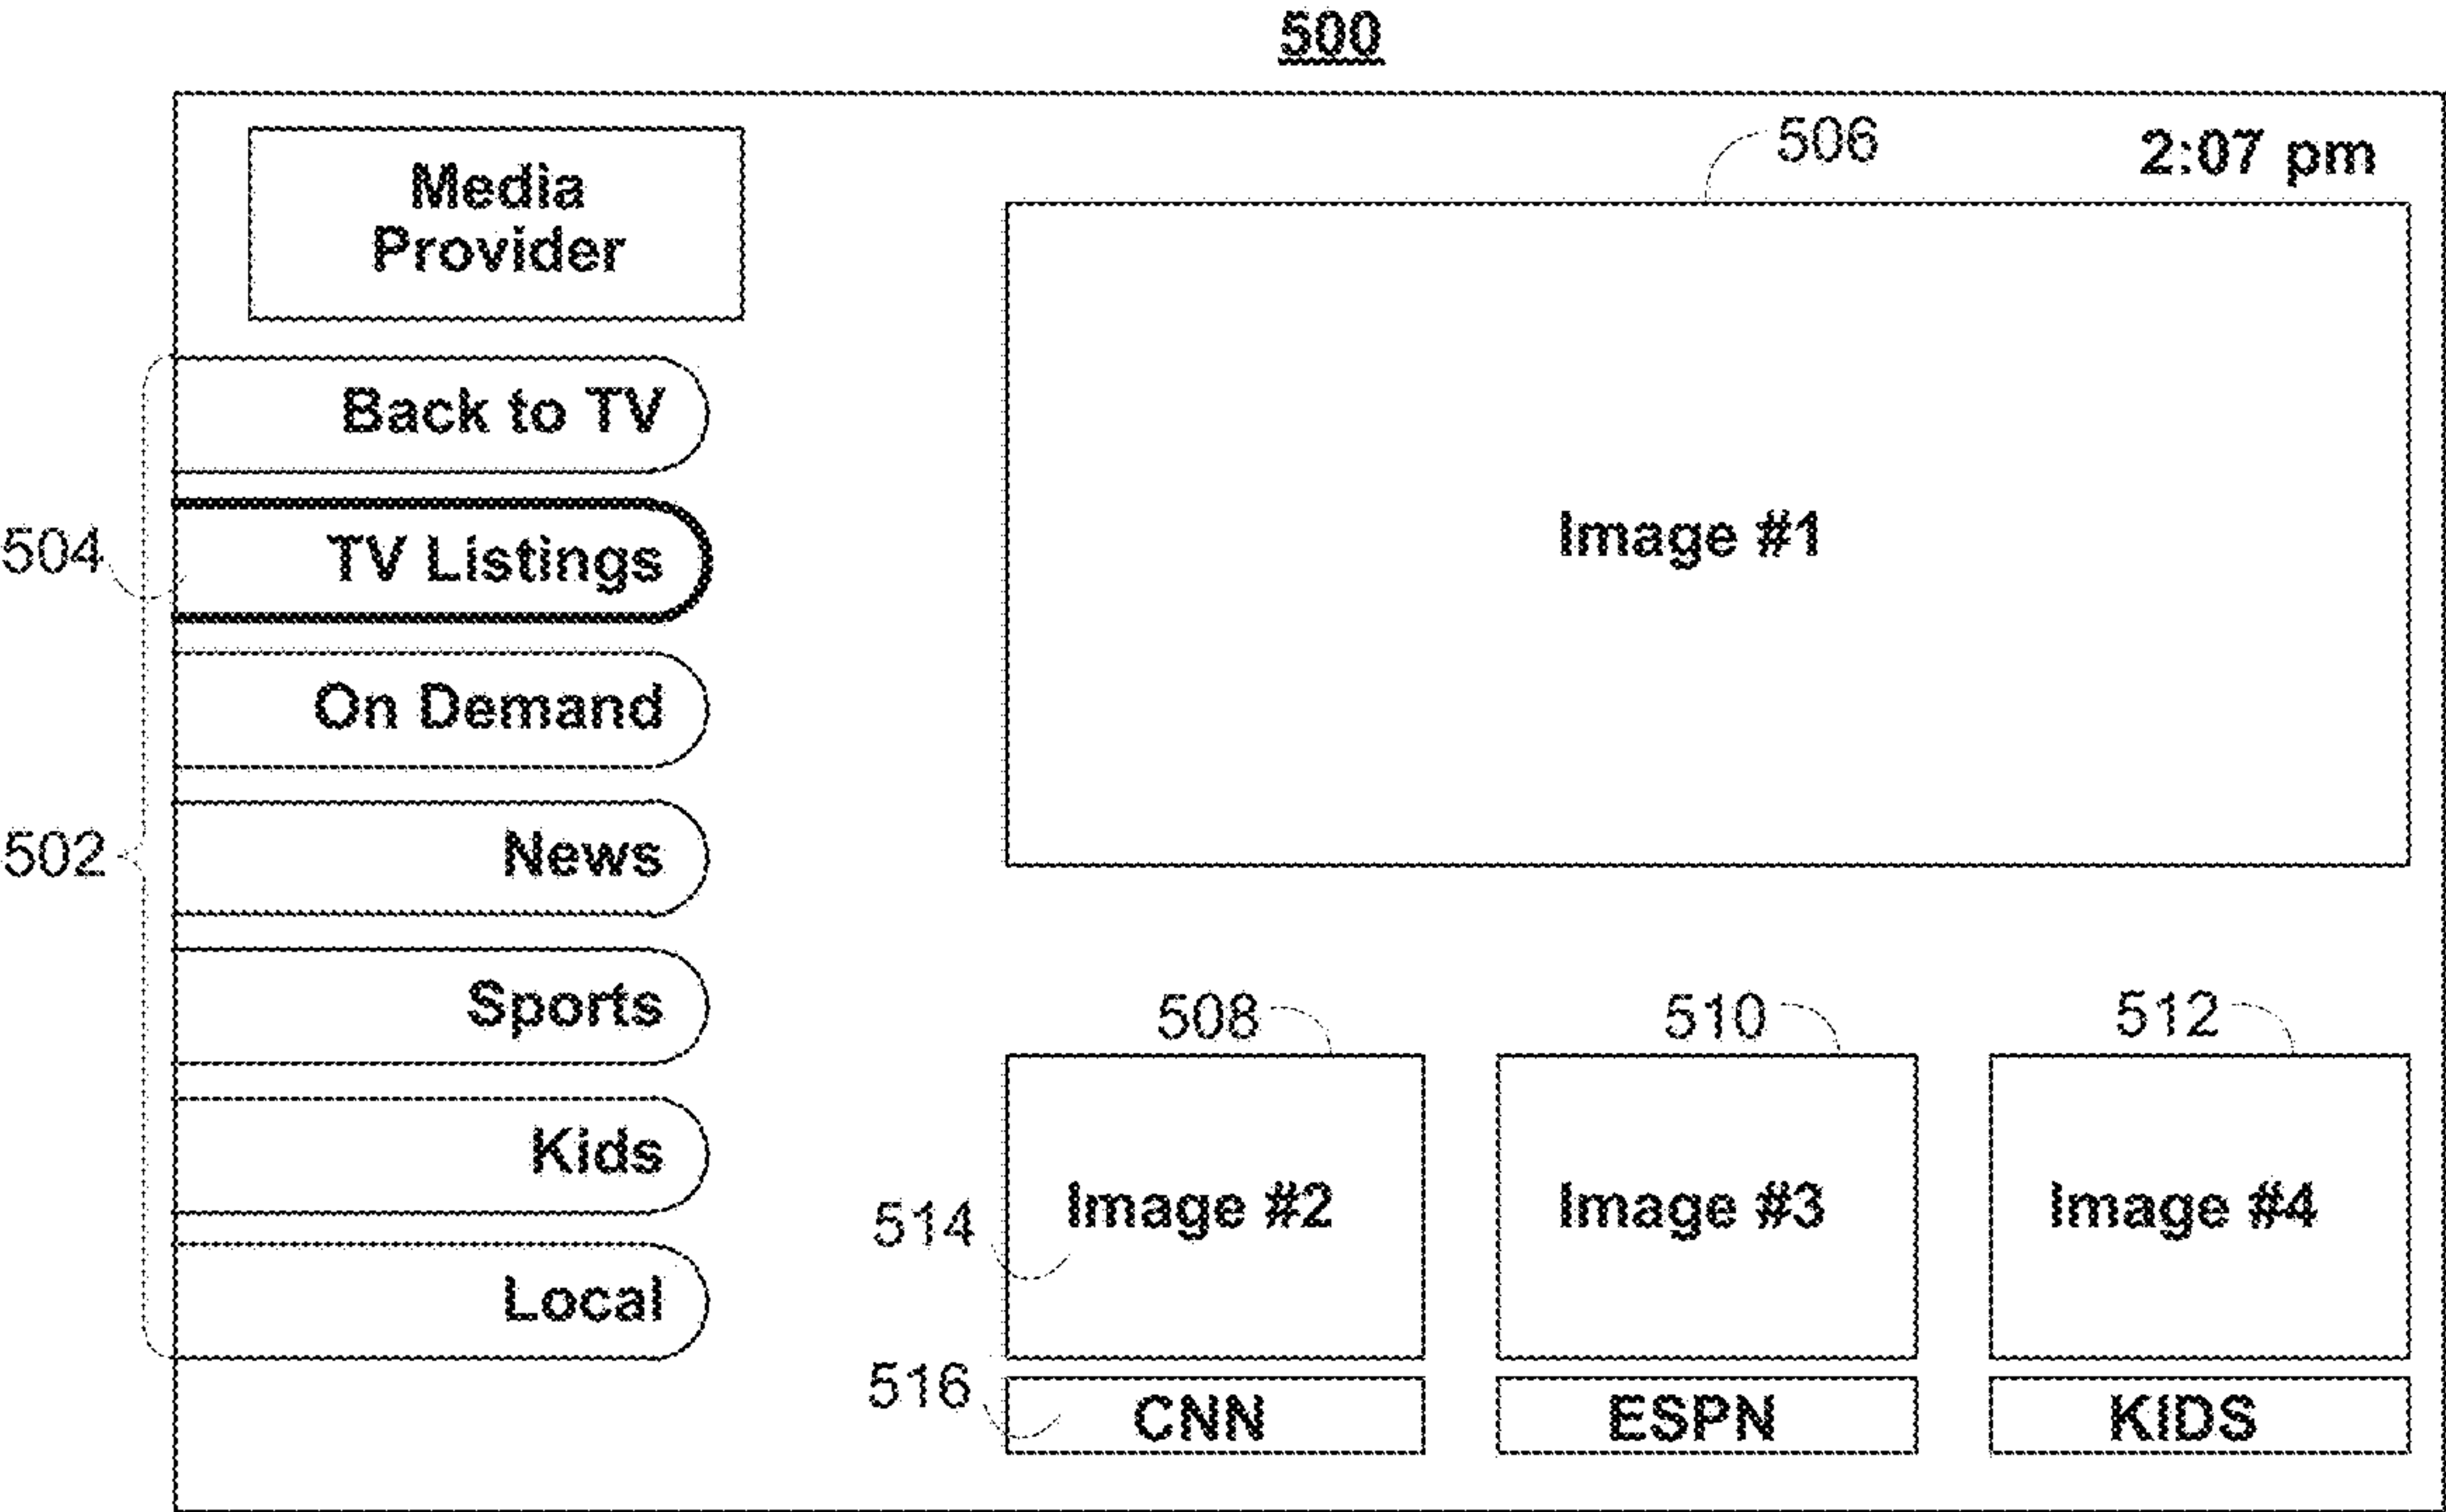 500
506
2:07 pm
Media
Provider
Back to TV
504
TV Listings
Image #1
On Demand
502
News
Sports
508
510
512
Kids
514
Image #2
Image #3
Image #4
Local
516
CNN
ESPN
KIDS